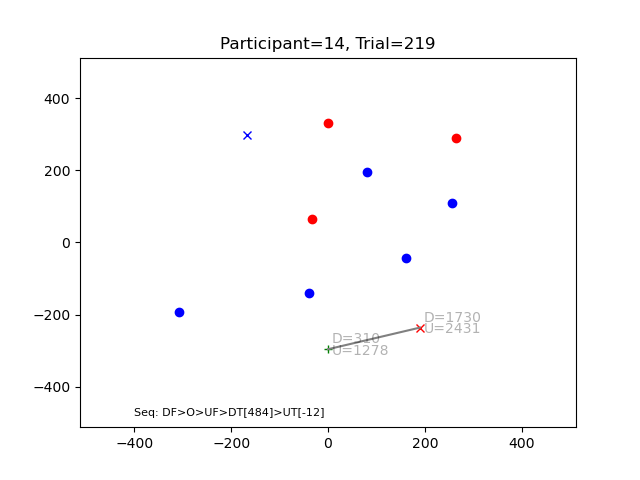 Participant=14, Trial=219
400
200
0
−200
−400
D=1730
U=2431
D=310
U=1278
Seq: DF>O>UF>DT[484]>UT[-12]
−400
−200
0
200
400